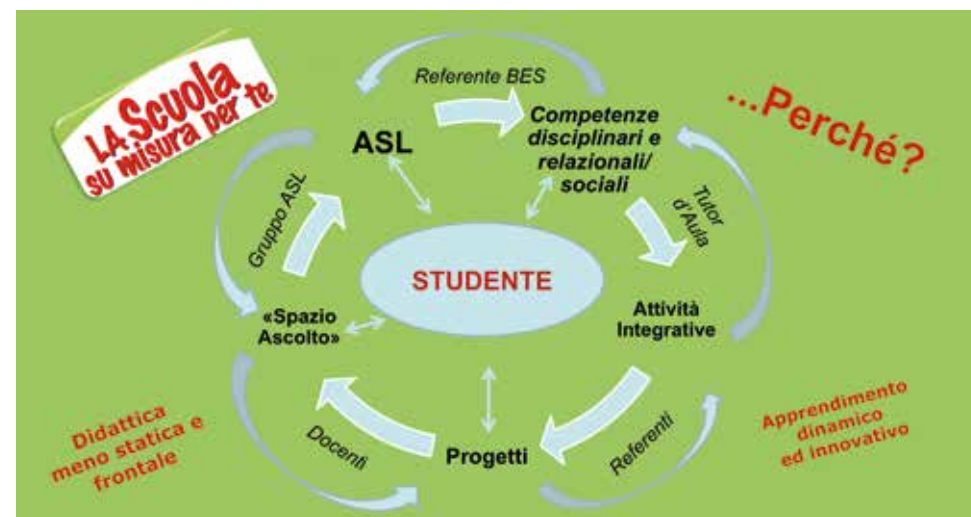 LA Scuola
su misura per te
...Perché?
Referente BES
ASL
Competenze
disciplinari e
relazionali/
sociali
Gruppo ASL
Tutor
d'Aula
STUDENTE
«Spazio
Ascolto»
Attività
Integrative
Docenti
Progetti
Referenti
Didattica
meno statica e
frontale
Apprendimento
dinamico
ed innovativo